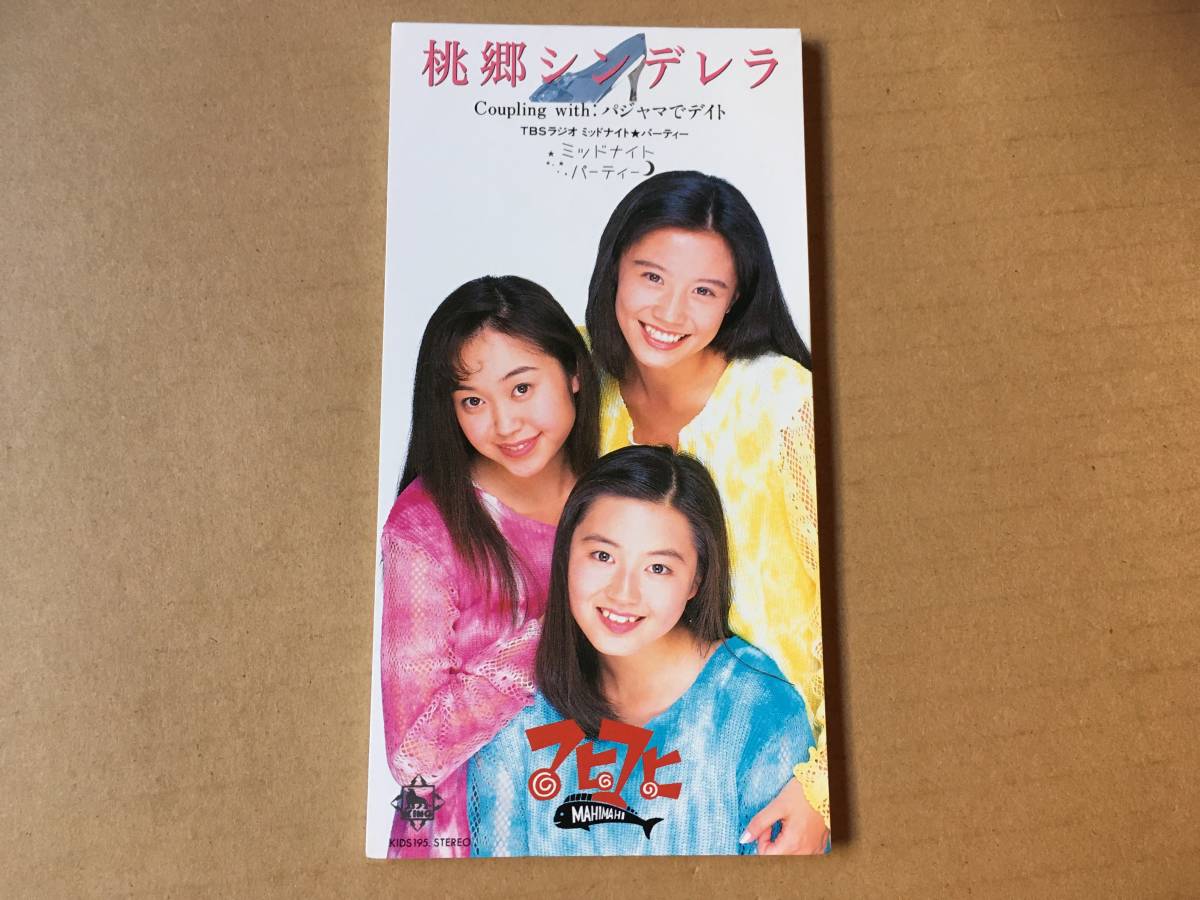 桃郷シンデレラ
Coupling with:パジャマでデイト
TBSラジオ ミッドナイト★パーティー
ミッドナイト
パーティー
マヒマヒ
MAHIMAHI
KING
KIDS195. STEREO